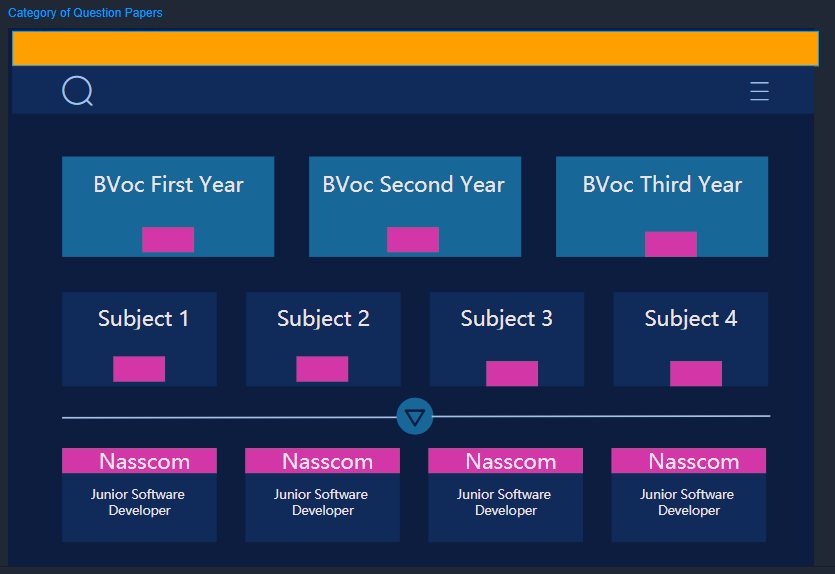 Category of Question Papers
BVoc First Year
BVoc Second Year
BVoc Third Year
Subject 1
Subject 2
Subject 3
Subject 4
Nasscom
Junior Software
Developer
Nasscom
Junior Software
Developer
Nasscom
Junior Software
Developer
Nasscom
Junior Software
Developer